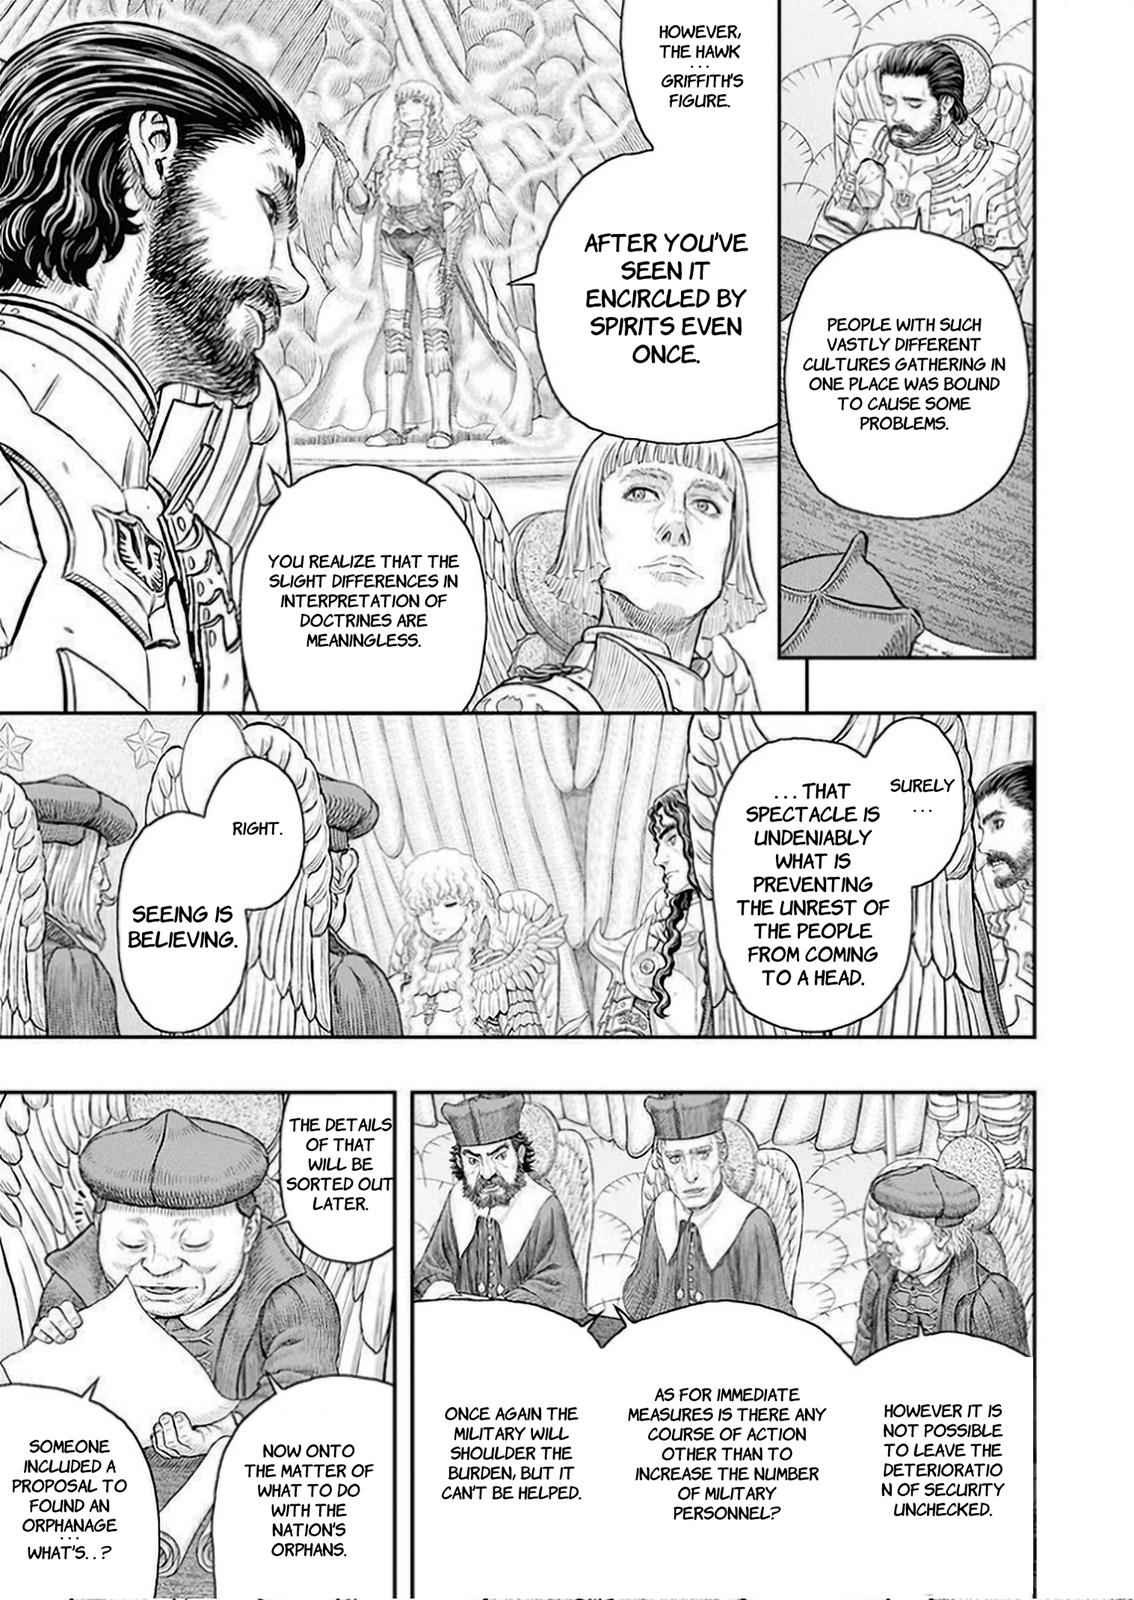 PEOPLE WITH SUCH
VASTLY DIFFERENT
CULTURES GATHERING IN
ONE PLACE WAS BOUND
TO CAUSE SOME
PROBLEMS.
HOWEVER,
THE HAWK
...
GRIFFITH'S
FIGURE.
AFTER YOU'VE
SEEN IT
ENCIRCLED BY
SPIRITS EVEN
ONCE.
YOU REALIZE THAT THE
SLIGHT DIFFERENCES IN
INTERPRETATION OF
DOCTRINES ARE
MEANINGLESS.
SURELY
...
...THAT
SPECTACLE IS
UNDENIABLY
WHAT IS
PREVENTING
THE UNREST OF
THE PEOPLE
FROM COMING
TO A HEAD.
RIGHT.
SEEING IS
BELIEVING.
HOWEVER IT IS
NOT POSSIBLE
TO LEAVE THE
DETERIORATIO
N OF SECURITY
UNCHECKED.
AS FOR IMMEDIATE
MEASURES IS THERE ANY
COURSE OF ACTION
OTHER THAN TO
INCREASE THE NUMBER
OF MILITARY
PERSONNEL?
ONCE AGAIN THE
MILITARY WILL
SHOULDER THE
BURDEN, BUT IT
CAN'T BE HELPED.
THE DETAILS
OF THAT
WILL BE
SORTED OUT
LATER.
NOW ONTO
THE MATTER OF
WHAT TO DO
WITH THE
NATION'S
ORPHANS.
SOMEONE
INCLUDED A
PROPOSAL TO
FOUND AN
ORPHANAGE
...
WHAT'S..?